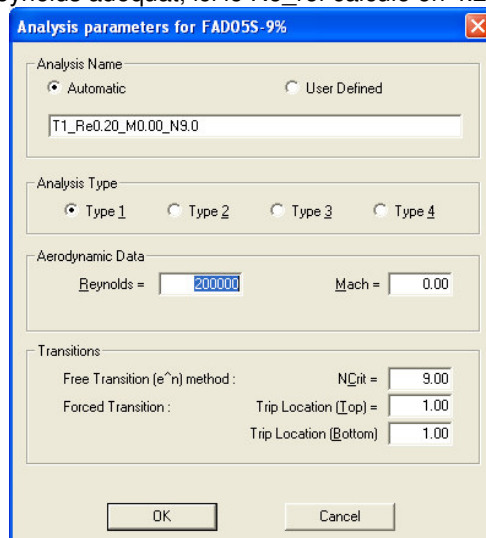 Analysis parameters for FAD05S-9%
Analysis Name
Automatic User Defined
T1_Re0.20_M0.00_N9.0
Analysis Type
Type 1 Type 2 Type 3 Type 4
Aerodynamic Data
Reynolds = 200000 Mach = 0.00
Transitions
Free Transition (e^n) method : NCrit = 9.00
Forced Transition : Trip Location (Top) = 1.00
Trip Location (Bottom) 1.00
OK Cancel